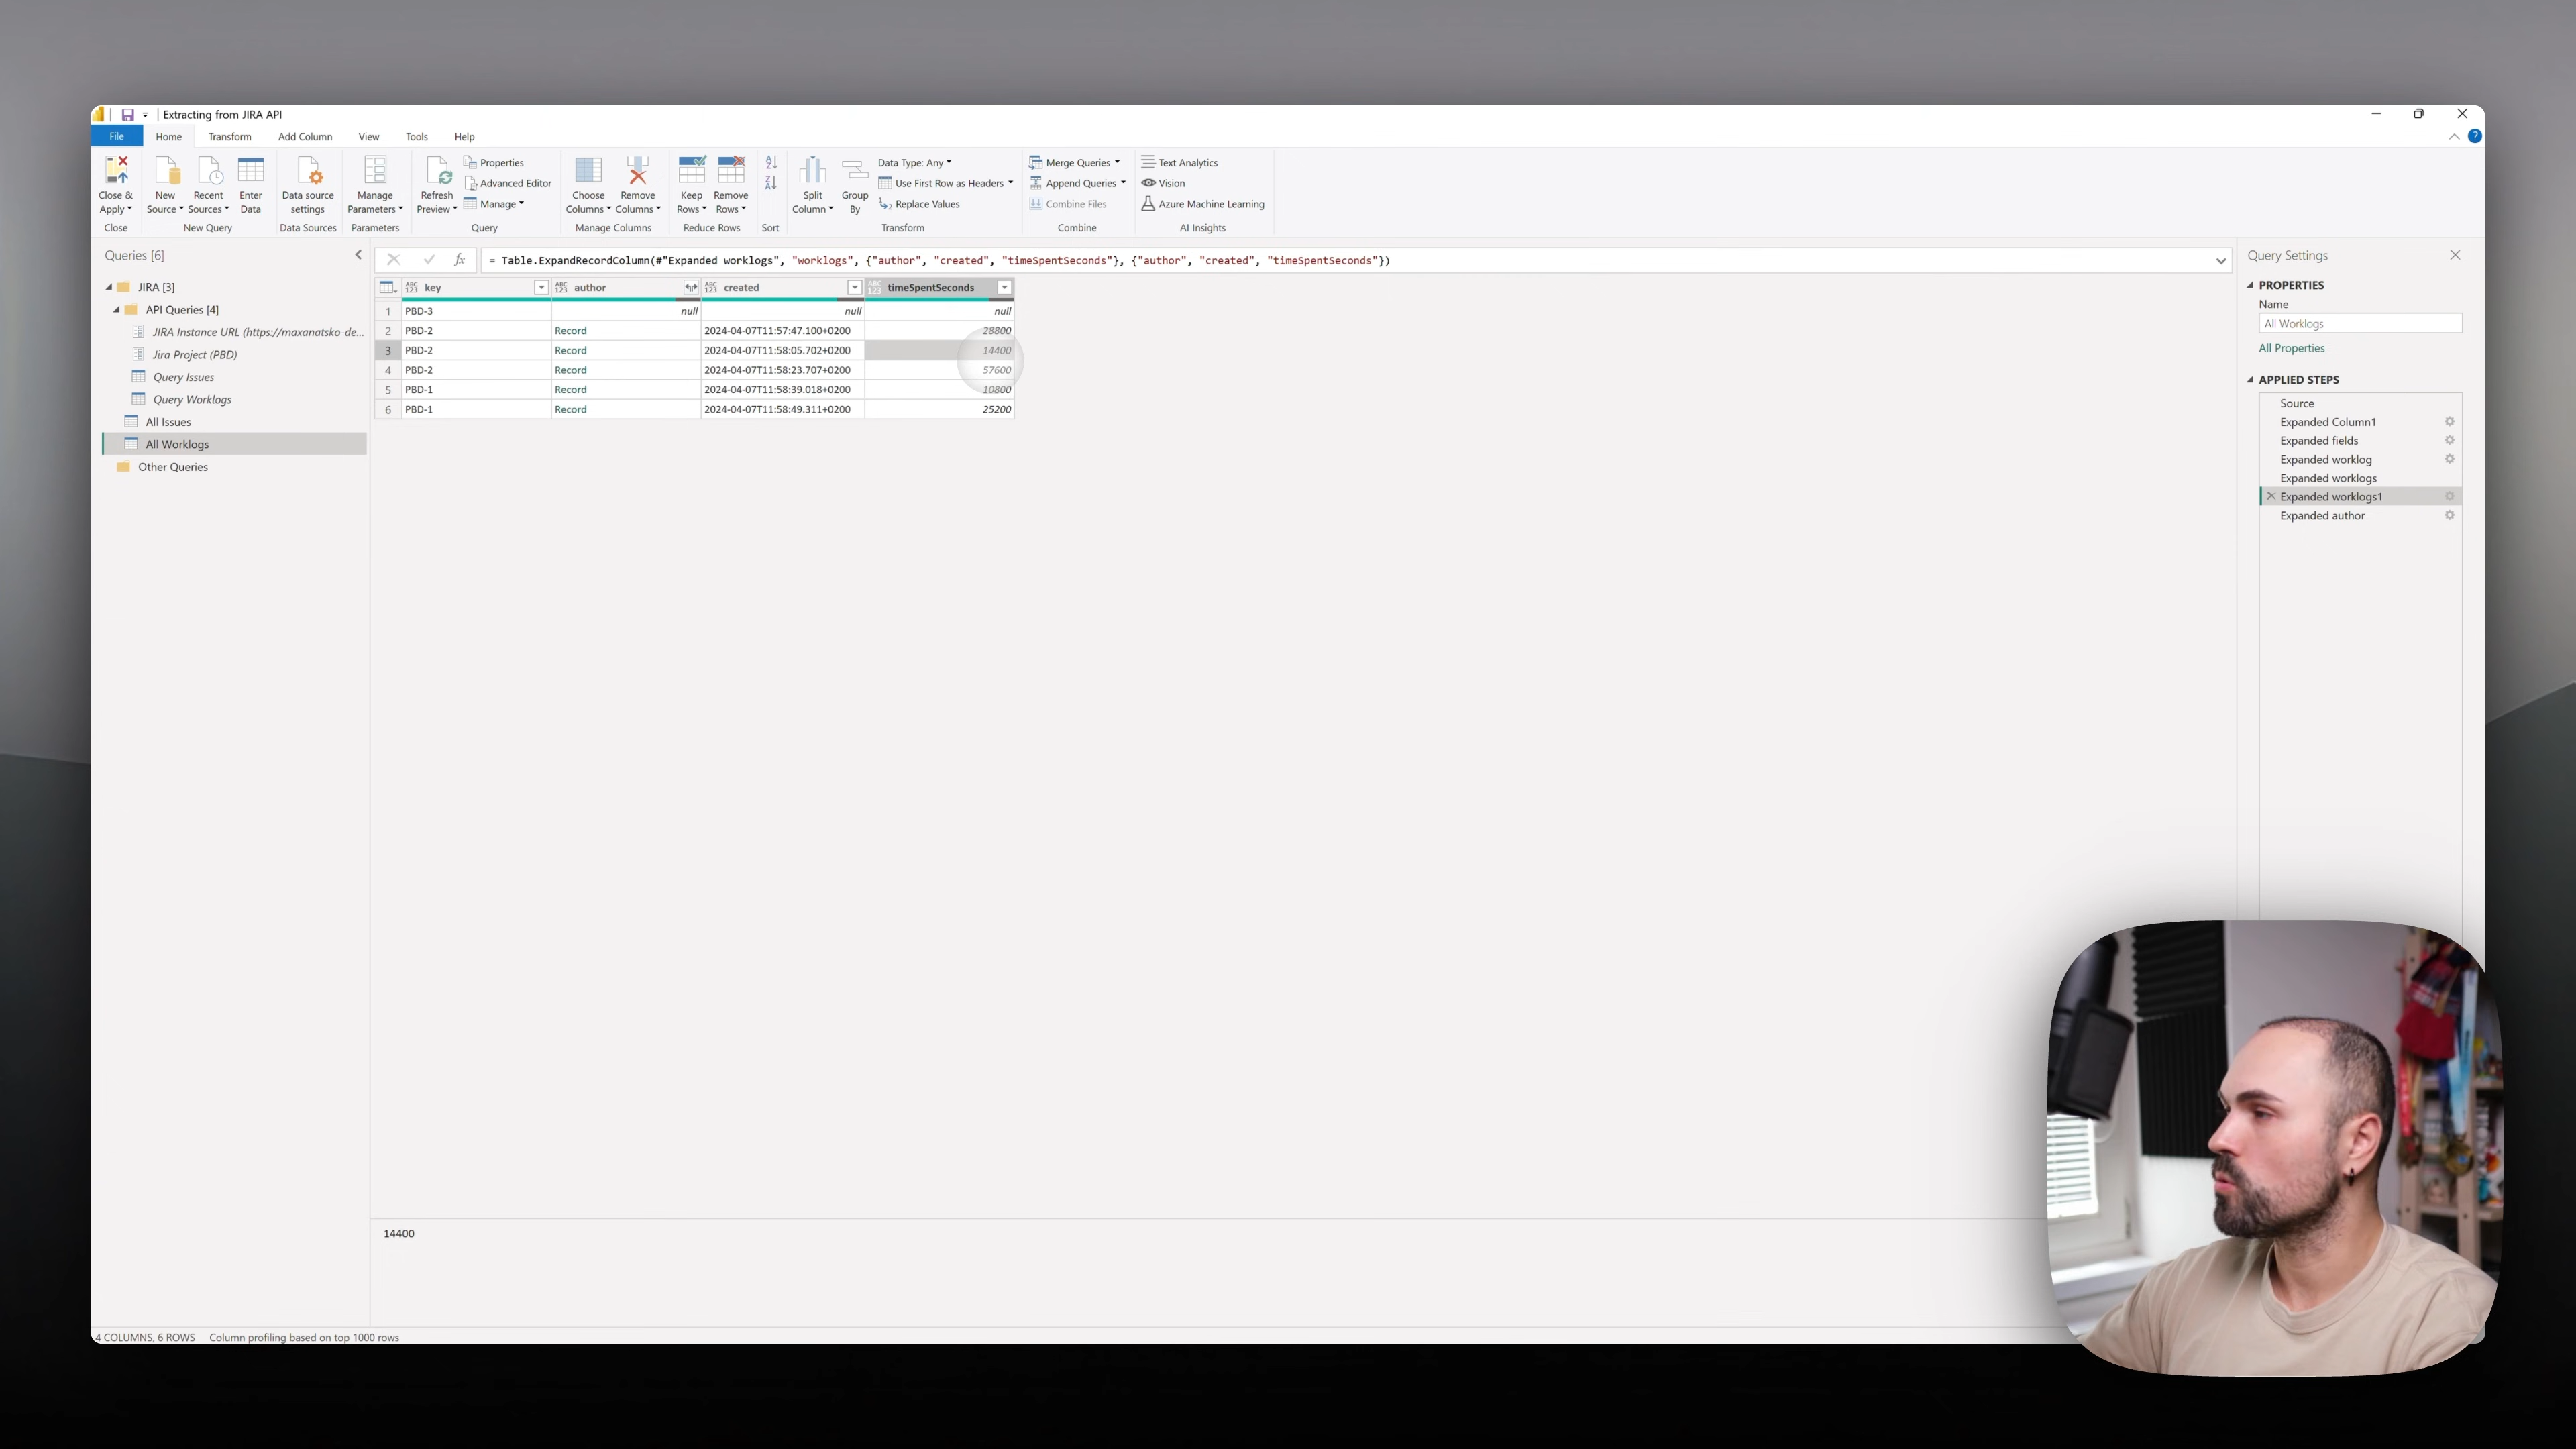 Extracting from JIRA API
File Home Transform Add Column View Tools Help
Close & Apply
New Source
Recent Sources
Enter Data
Data source settings
Manage Parameters
Refresh Preview
Properties
Advanced Editor
Manage
Choose Columns
Remove Columns
Keep Rows
Remove Rows
Split Column
Group By
Data Type: Any
Use First Row as Headers
Replace Values
Merge Queries
Append Queries
Combine Files
Text Analytics
Vision
Azure Machine Learning
Close New Query Data Sources Parameters Query Manage Columns Reduce Rows Sort Transform Combine AI Insights
Queries [6]
JIRA [3]
API Queries [4]
JIRA Instance URL (https://maxanatsko-de...
Jira Project (PBD)
Query Issues
Query Worklogs
All Issues
All Worklogs
Other Queries
fx = Table.ExpandRecordColumn(#"Expanded worklogs", "worklogs", {"author", "created", "timeSpentSeconds"}, {"author", "created", "timeSpentSeconds"})
ABC 123 key ABC 123 author ABC 123 created ABC 123 timeSpentSeconds
1 PBD-3 null null null
2 PBD-2 Record 2024-04-07T11:57:47.100+0200 28800
3 PBD-2 Record 2024-04-07T11:58:05.702+0200 14400
4 PBD-2 Record 2024-04-07T11:58:23.707+0200 57600
5 PBD-1 Record 2024-04-07T11:58:39.018+0200 10800
6 PBD-1 Record 2024-04-07T11:58:49.311+0200 25200
Query Settings
PROPERTIES
Name
All Worklogs
All Properties
APPLIED STEPS
Source
Expanded Column1
Expanded fields
Expanded worklog
Expanded worklogs
Expanded worklogs1
Expanded author
14400
4 COLUMNS, 6 ROWS Column profiling based on top 1000 rows